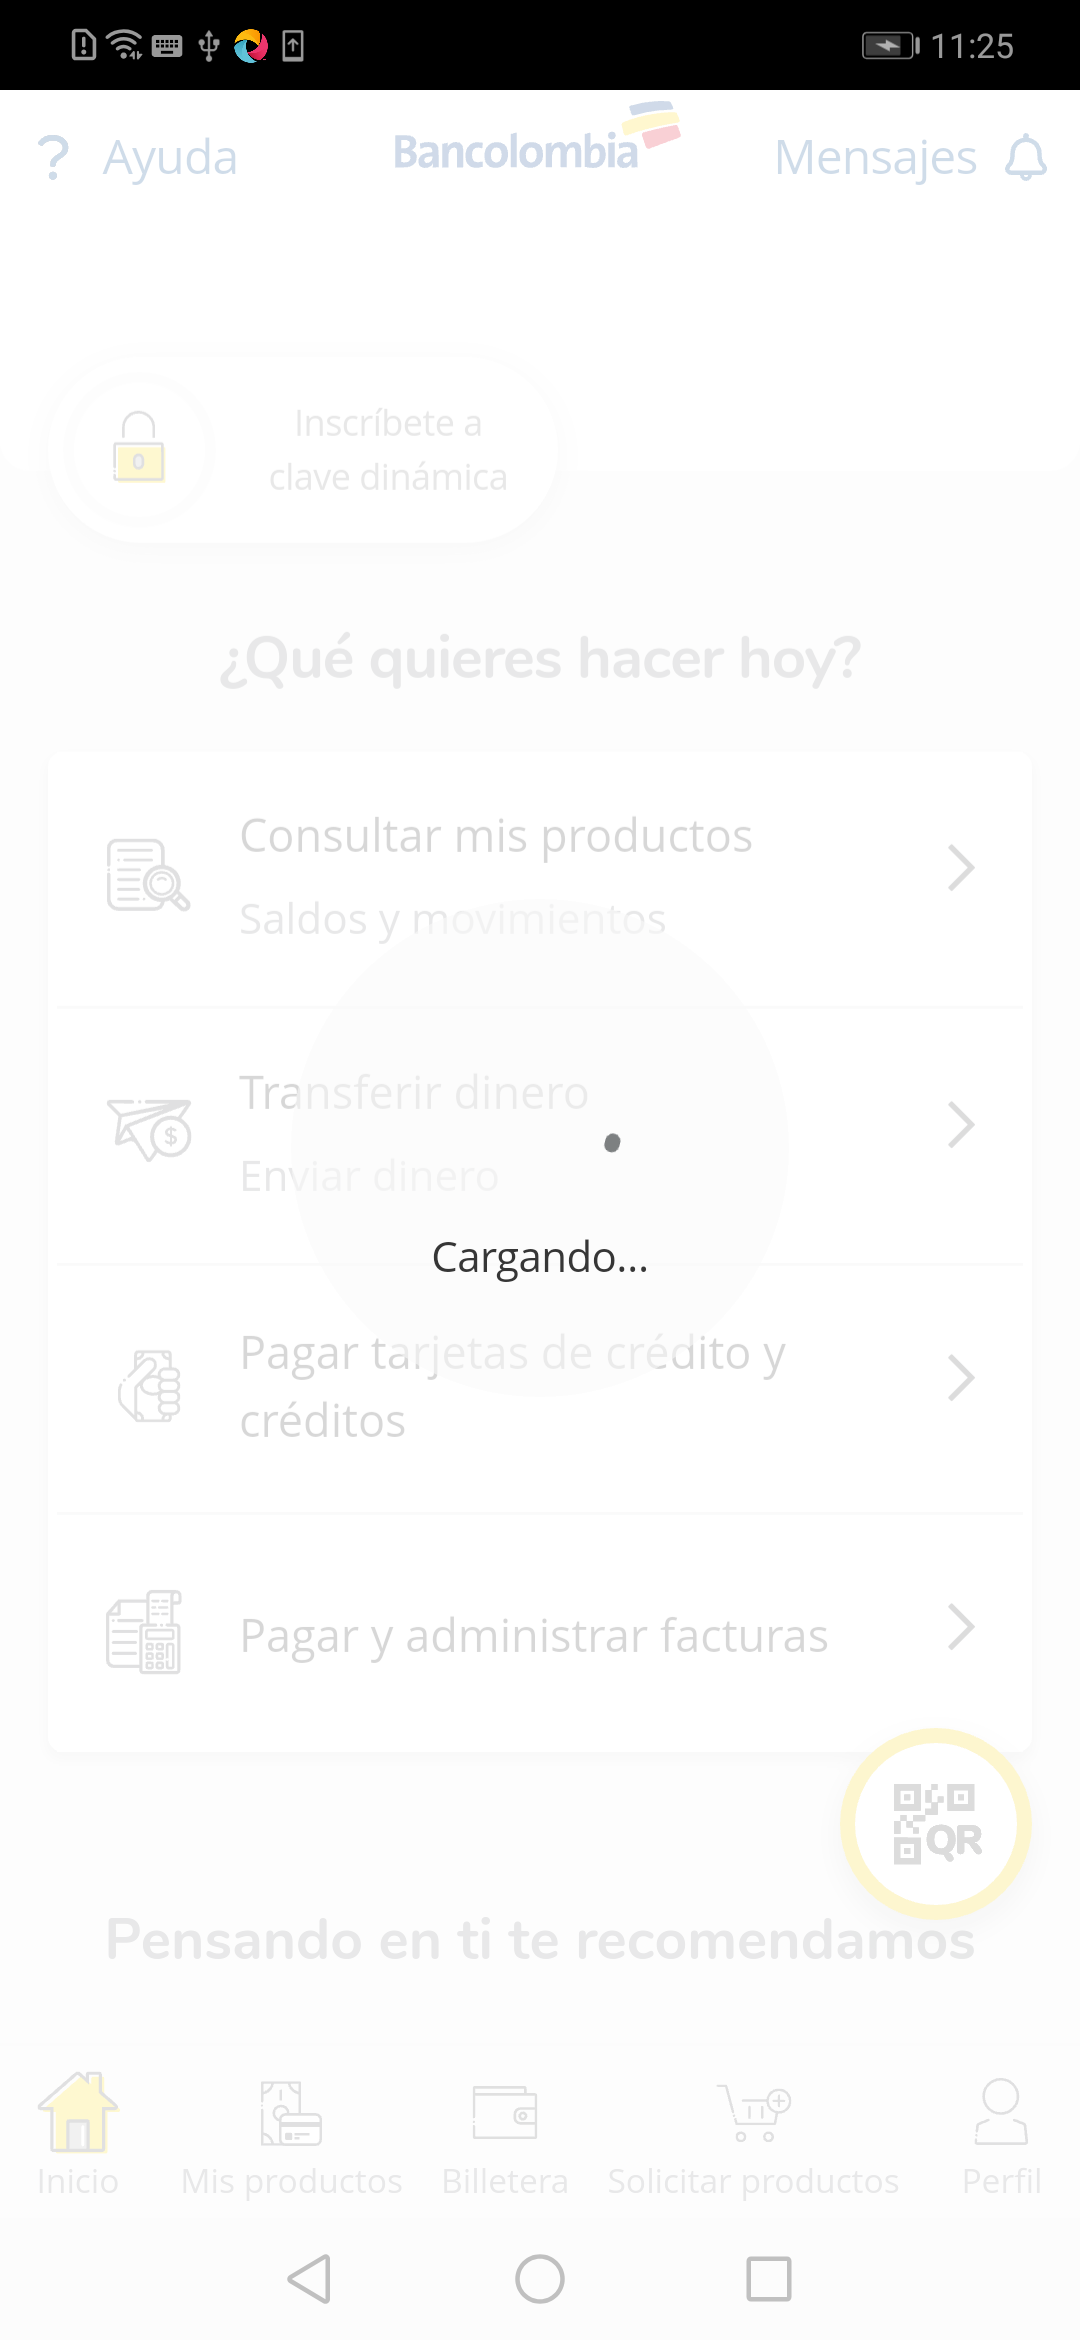 11:25
? Ayuda
Bancolombia
Mensajes
Inscríbete a
clave dinámica
¿Qué quieres hacer hoy?
Consultar mis productos
Saldos y movimientos
Transferir dinero
Enviar dinero
$
Cargando...
Pagar tarjetas de crédito y
créditos
Pagar y administrar facturas
QR
Pensando en ti te recomendamos
Inicio
Mis productos
Billetera
Solicitar productos
Perfil